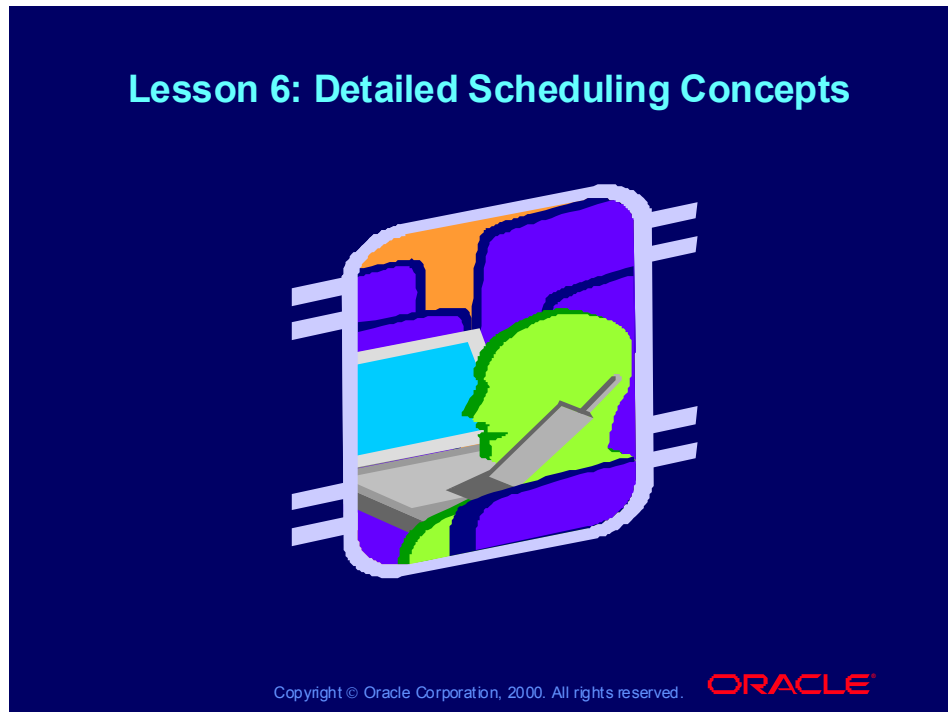 Lesson 6: Detailed Scheduling Concepts
Copyright © Oracle Corporation, 2000. All rights reserved.
ORACLE®